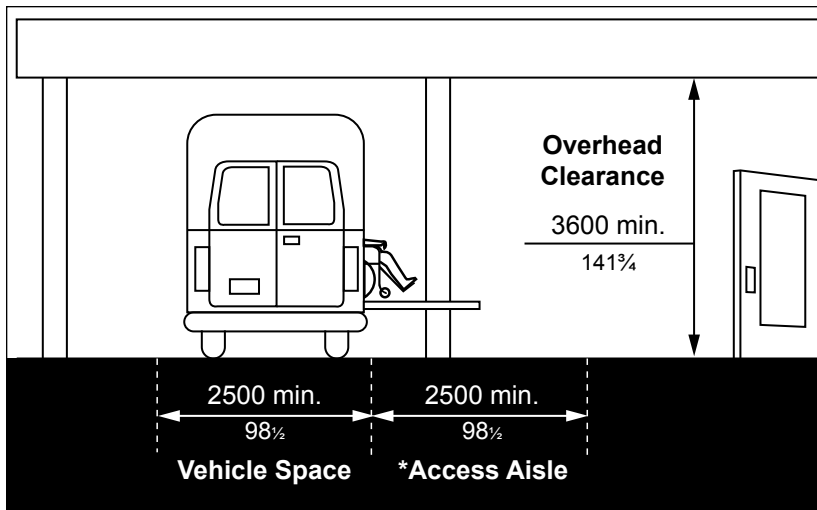 Overhead
Clearance
3600 min.
141¾
2500 min.
98½
Vehicle Space
2500 min.
98½
*Access Aisle